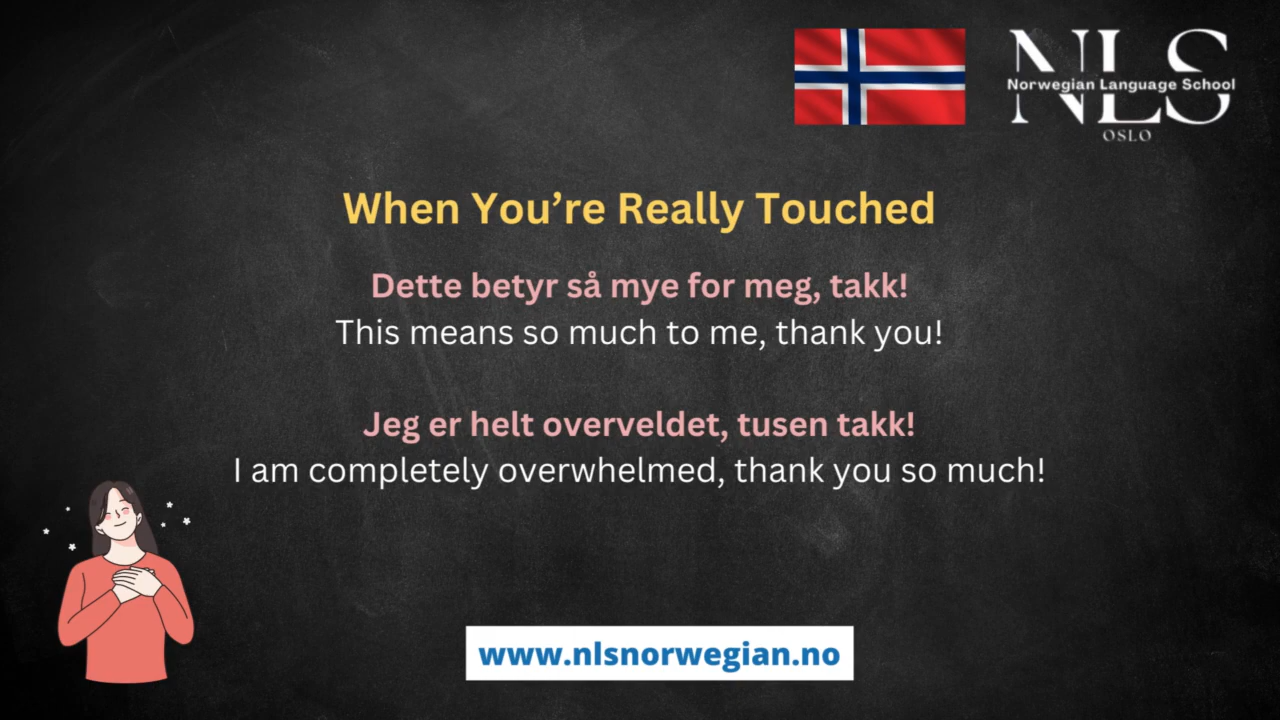 NLS
Norwegian Language School
OSLO
When You’re Really Touched
Dette betyr så mye for meg, takk!
This means so much to me, thank you!
Jeg er helt overveldet, tusen takk!
I am completely overwhelmed, thank you so much!
www.nlsnorwegian.no